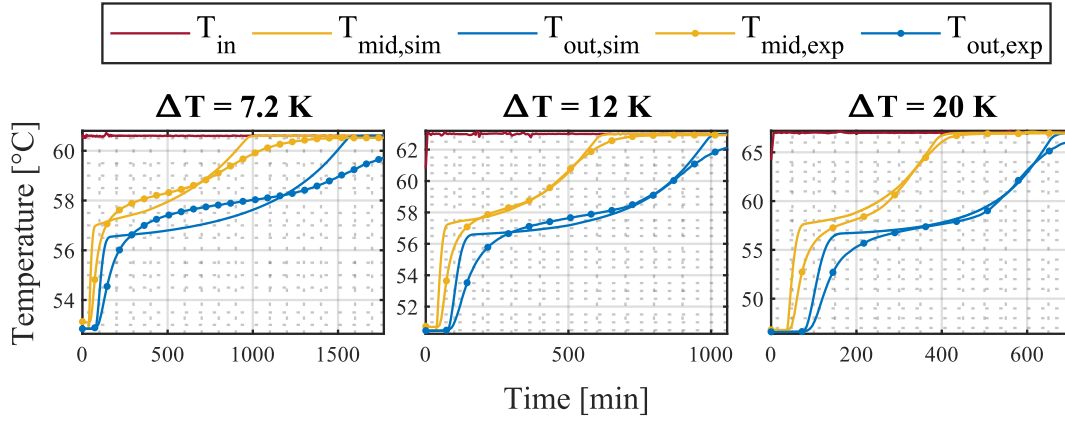 T_in T_mid,sim T_out,sim T_mid,exp T_out,exp
ΔT = 7.2 K ΔT = 12 K ΔT = 20 K
Temperature [°C]
60
58
56
54
0 500 1000 1500
62
60
58
56
54
52
0 500 1000
65
60
55
50
0 200 400 600
Time [min]